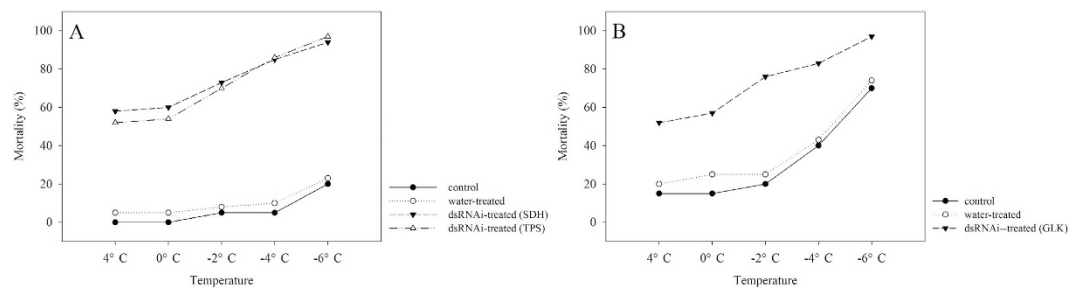 A
100
80
60
40
20
0
Mortality (%)
4° C 0° C -2° C -4° C -6° C
Temperature
control
water-treated
dsRNAi-treated (SDH)
dsRNAi-treated (TPS)
B
100
80
60
40
20
0
Mortality (%)
4° C 0° C -2° C -4° C -6° C
Temperature
control
water-treated
dsRNAi--treated (GLK)